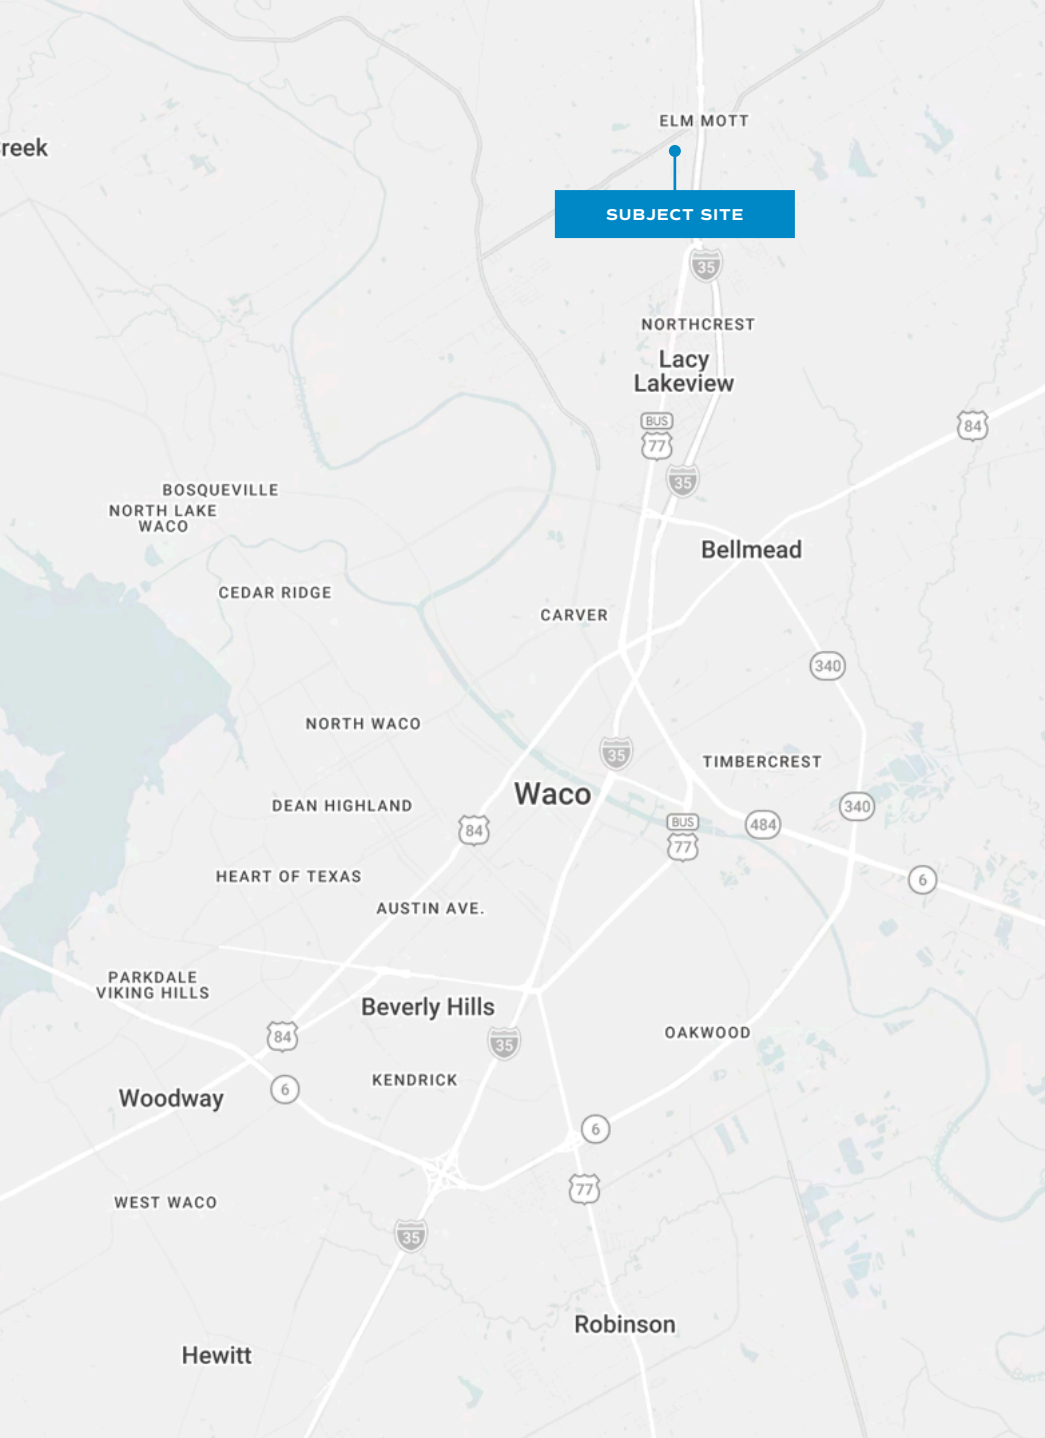 ELM MOTT
reek
SUBJECT SITE
35
NORTHCREST
Lacy
Lakeview
BUS
77
84
35
BOSQUEVILLE
NORTH LAKE
WACO
Bellmead
CEDAR RIDGE
CARVER
340
NORTH WACO
35
TIMBERCREST
Waco
DEAN HIGHLAND
340
84
BUS
77
484
HEART OF TEXAS
6
AUSTIN AVE.
PARKDALE
VIKING HILLS
Beverly Hills
84
35
OAKWOOD
KENDRICK
6
Woodway
6
77
WEST WACO
35
Robinson
Hewitt
Brazos River